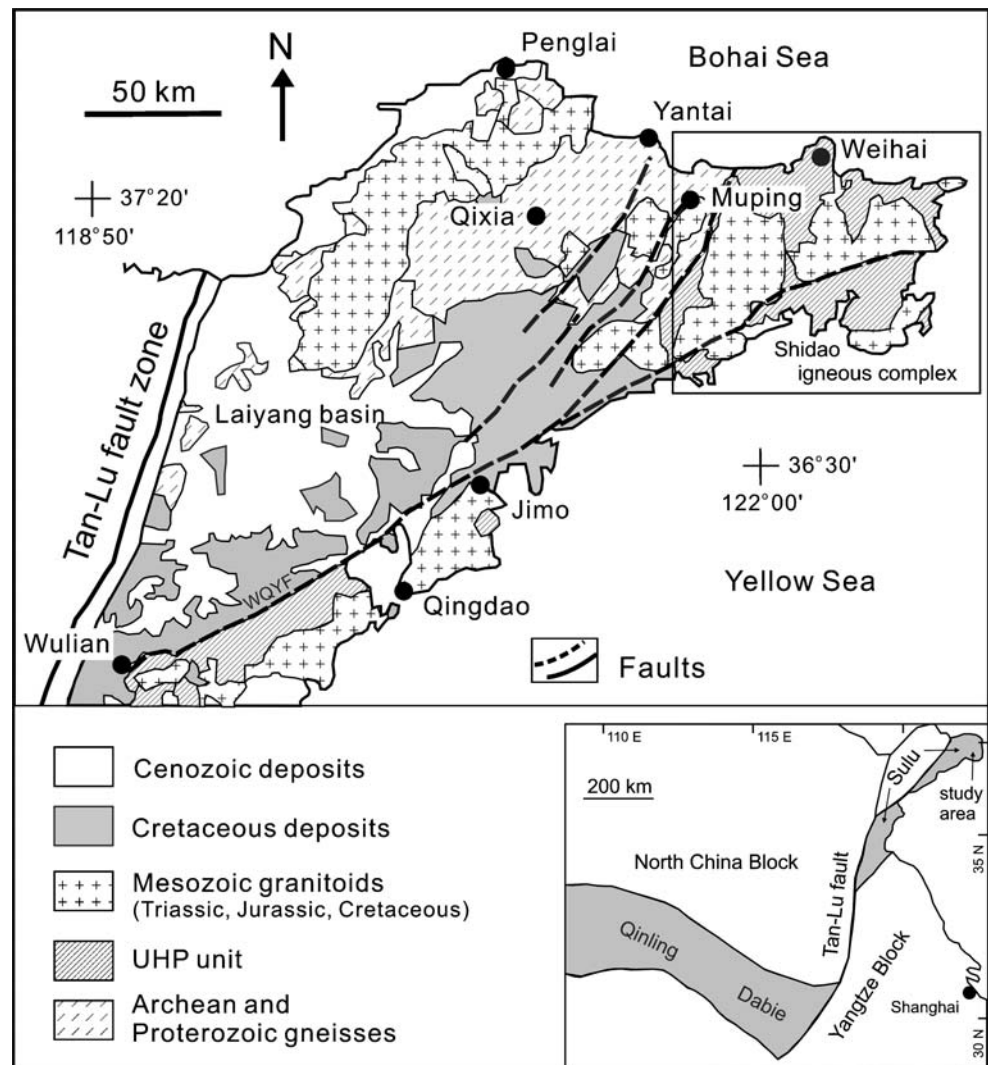 N
Penglai
Bohai Sea
50 km
Yantai
Weihai
37°20'
118°50'
Muping
Qixia
Shidao
igneous complex
Tan-Lu fault zone
Laiyang basin
36°30'
122°00'
Jimo
Yellow Sea
WQYF
Qingdao
Wulian
Faults
Cenozoic deposits
Cretaceous deposits
Mesozoic granitoids
(Triassic, Jurassic, Cretaceous)
UHP unit
Archean and
Proterozoic gneisses
110 E
115 E
200 km
Sulu
study
area
35 N
North China Block
Tan-Lu fault
Qinling
Dabie
Yangtze Block
Shanghai
30 N